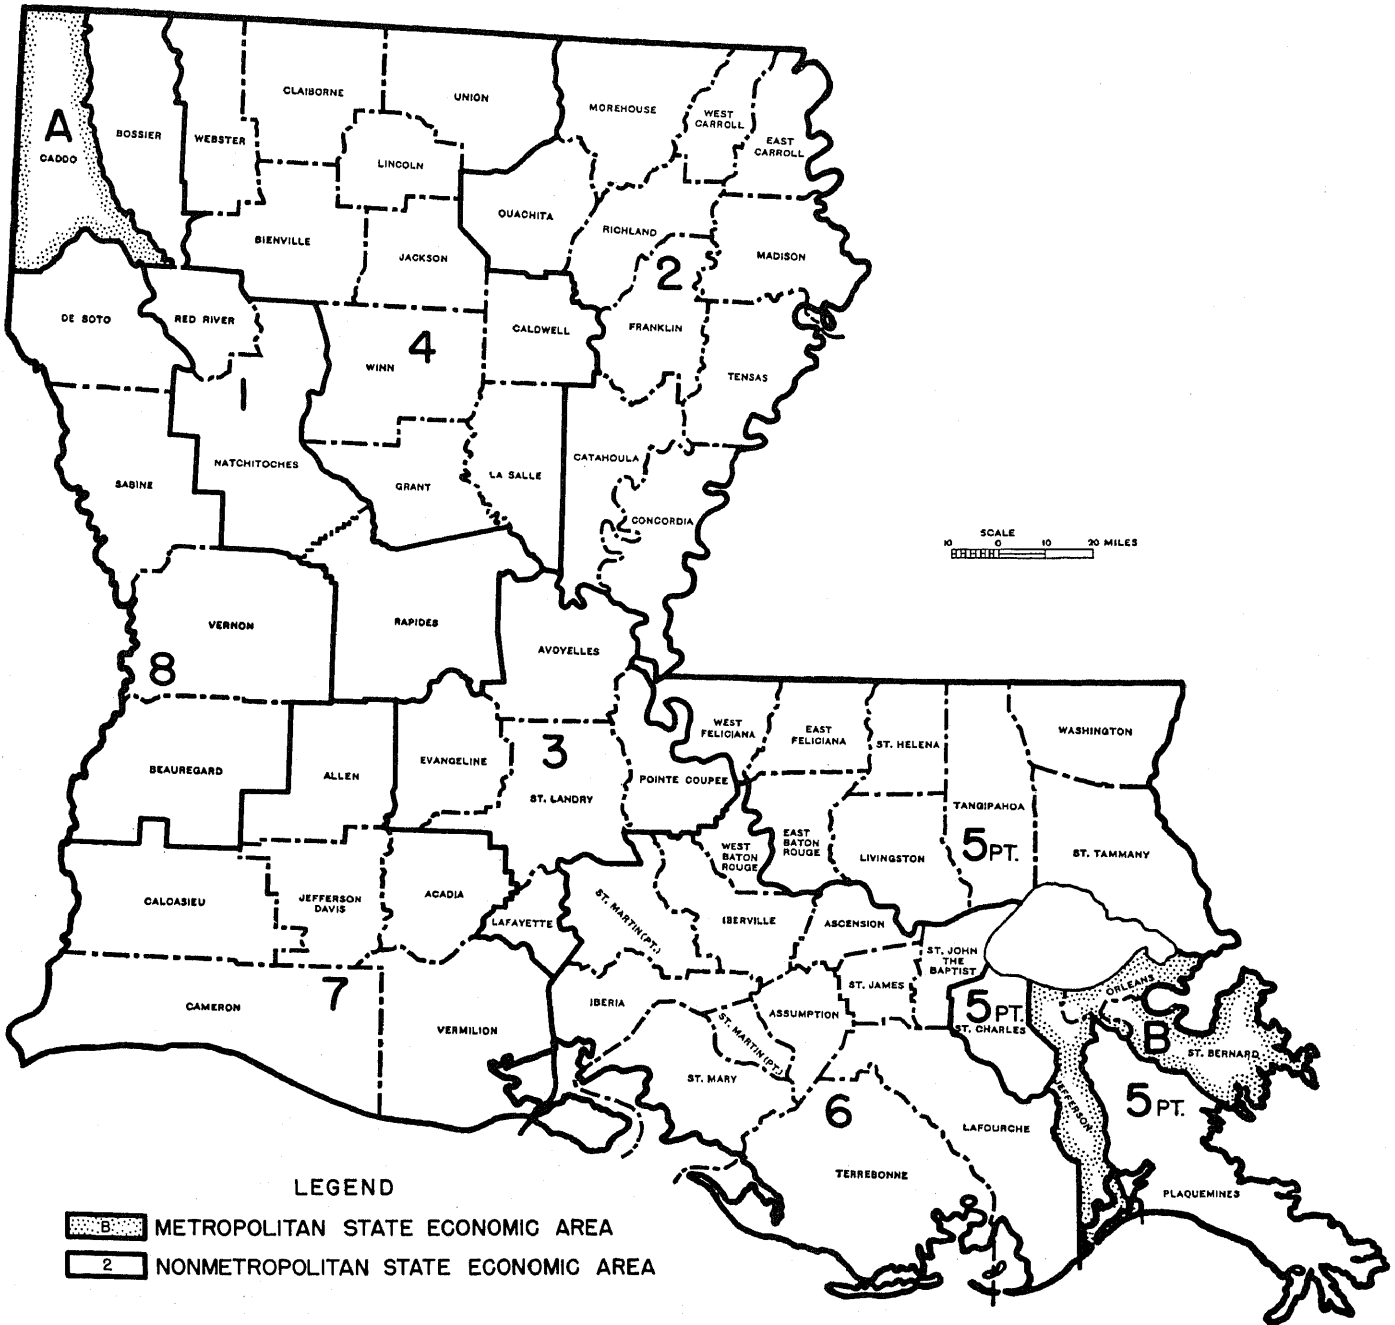 CLAIBORNE
UNION
MOREHOUSE
WEST
CARROLL
EAST
CARROLL
A
CADDO
BOSSIER
WEBSTER
LINCOLN
OUACHITA
RICHLAND
BIENVILLE
JACKSON
MADISON
2
DE SOTO
RED RIVER
CALDWELL
FRANKLIN
4
WINN
TENSAS
1
NATCHITOCHES
SABINE
GRANT
LA SALLE
CATAHOULA
CONCORDIA
SCALE
10 0 10 20 MILES
VERNON
RAPIDES
AVOYELLES
8
WEST
FELICIANA
EAST
FELICIANA
ST. HELENA
WASHINGTON
BEAUREGARD
ALLEN
EVANGELINE
3
ST. LANDRY
POINTE COUPEE
TANGIPAHOA
5 PT.
WEST
BATON
ROUGE
EAST
BATON
ROUGE
LIVINGSTON
ST. TAMMANY
CALCASIEU
JEFFERSON
DAVIS
ACADIA
LAFAYETTE
ST. MARTIN (PT.)
IBERVILLE
ASCENSION
ST. JOHN
THE
BAPTIST
CAMERON
7
VERMILION
IBERIA
ST. MARTIN (PT.)
ASSUMPTION
ST. JAMES
5 PT.
ST. CHARLES
ORLEANS
B
ST. BERNARD
ST. MARY
6
LAFOURCHE
JEFFERSON
5 PT.
TERREBONNE
PLAQUEMINES
LEGEND
B METROPOLITAN STATE ECONOMIC AREA
2 NONMETROPOLITAN STATE ECONOMIC AREA